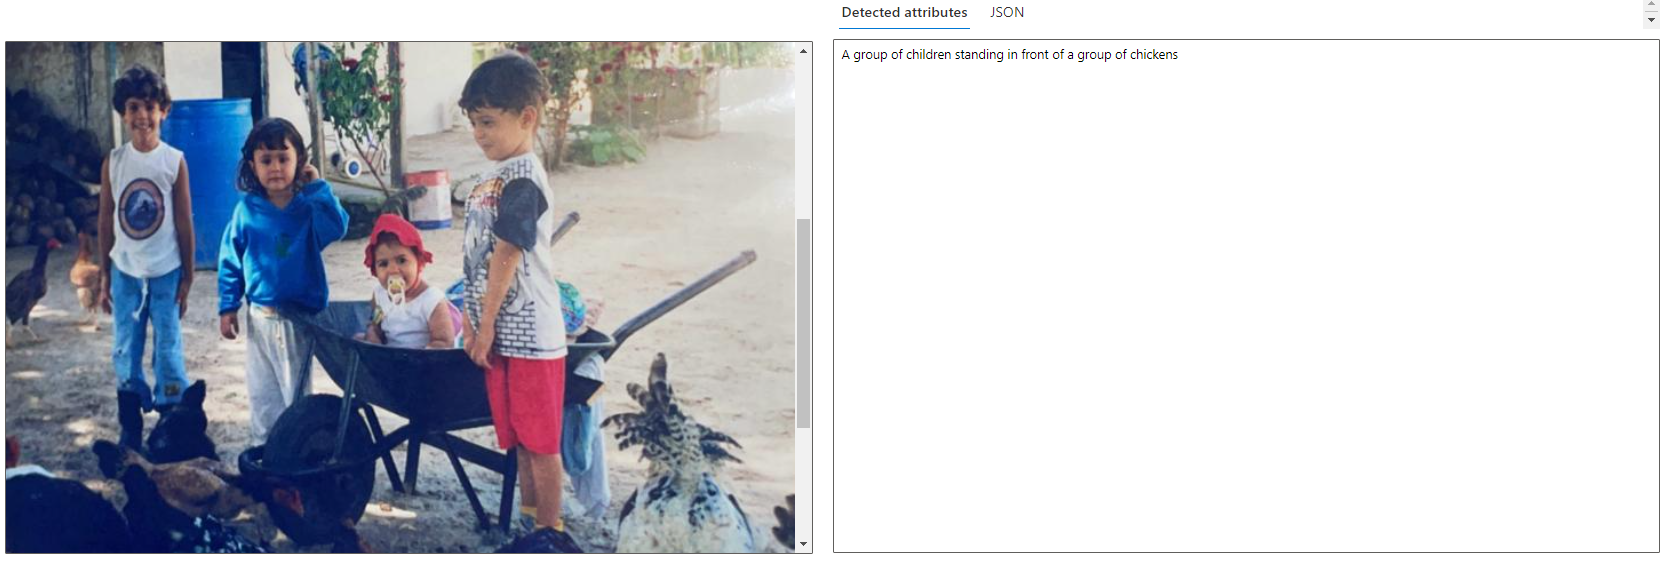 Detected attributes
JSON
A group of children standing in front of a group of chickens